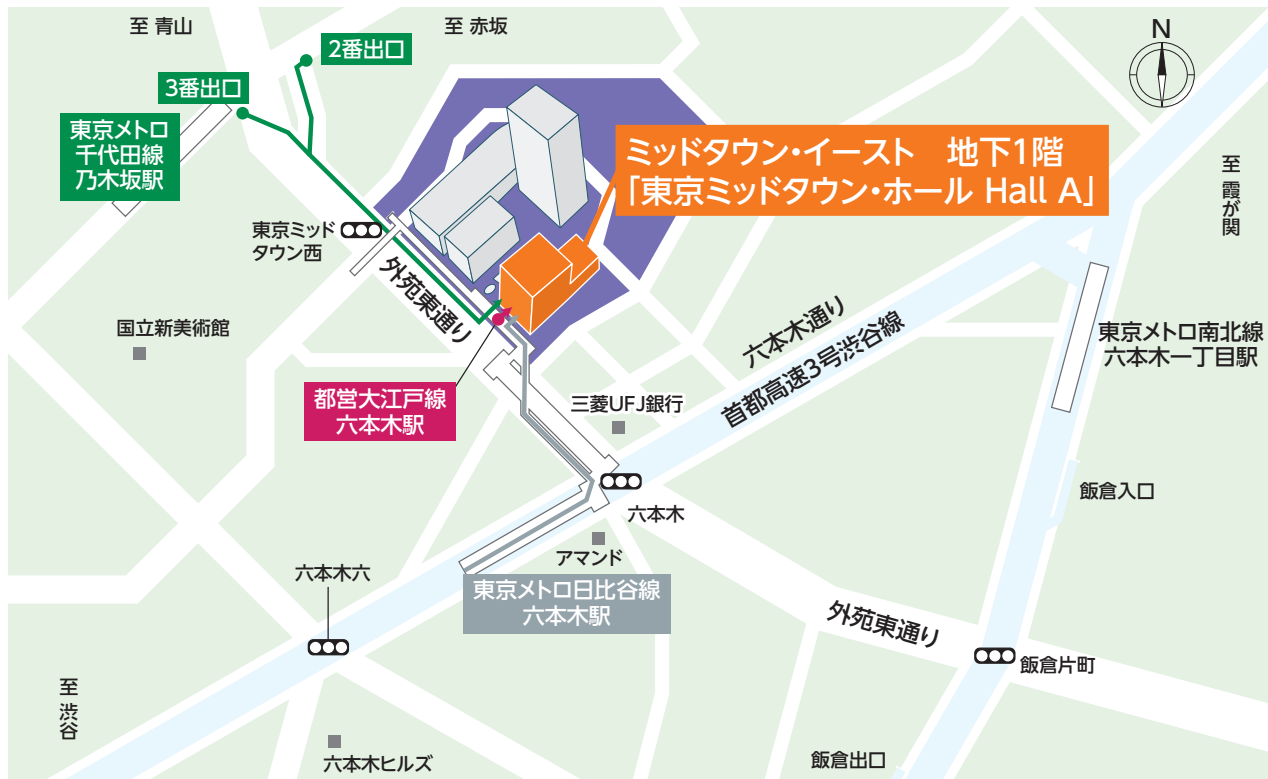 至 青山
至 赤坂
N
2番出口
3番出口
東京メトロ
千代田線
乃木坂駅
ミッドタウン・イースト　地下1階
「東京ミッドタウン・ホール Hall A」
至 霞が関
東京ミッド
タウン西
外苑東通り
国立新美術館
六本木通り
首都高速3号渋谷線
東京メトロ南北線
六本木一丁目駅
都営大江戸線
六本木駅
三菱UFJ銀行
飯倉入口
六本木
アマンド
六本木六
東京メトロ日比谷線
六本木駅
外苑東通り
飯倉片町
至 渋谷
六本木ヒルズ
飯倉出口